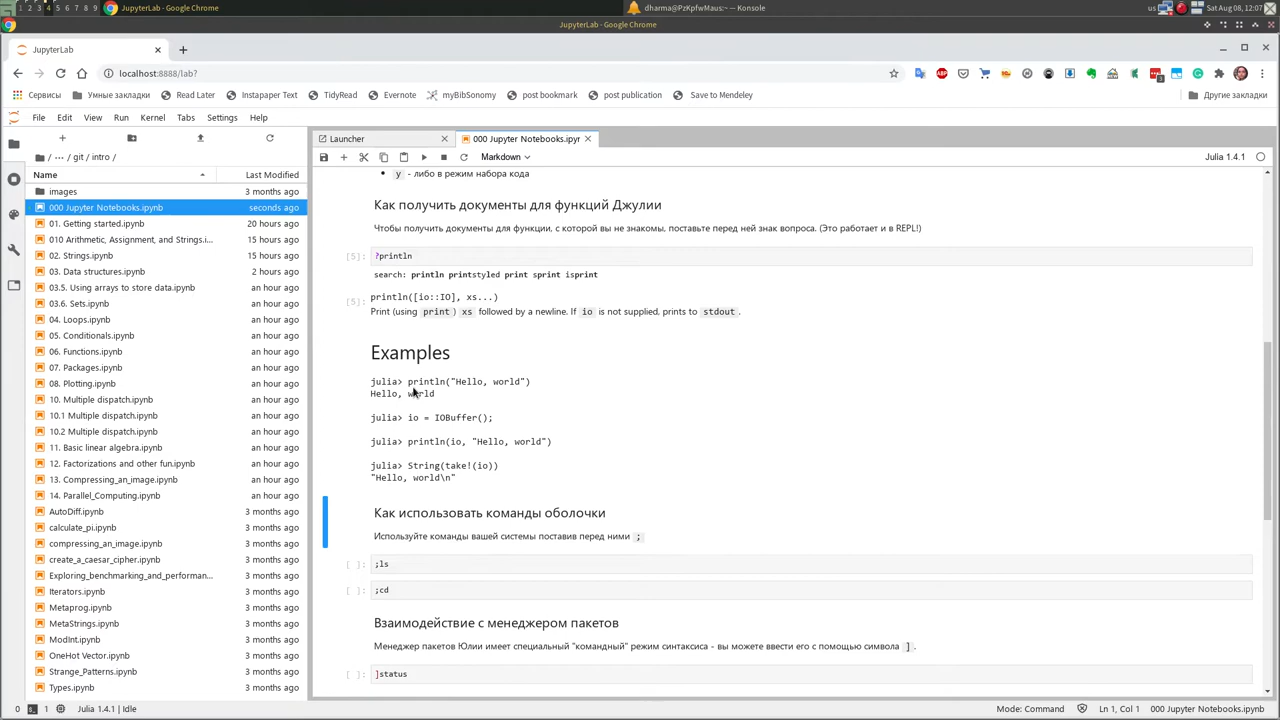 1 2 3 4 5 6 7 8 9
JupyterLab - Google Chrome
dharma@PzKpfwMaus:~ — Konsole
us
Sat Aug 08, 12:07
JupyterLab - Google Chrome
JupyterLab
localhost:8888/lab?
Сервисы
Умные закладки
Read Later
Instapaper Text
TidyRead
Evernote
myBibSonomy
post bookmark
post publication
Save to Mendeley
Другие закладки
File Edit View Run Kernel Tabs Settings Help
/ ··· / git / intro /
Name Last Modified
images 3 months ago
000 Jupyter Notebooks.ipynb seconds ago
01. Getting started.ipynb 20 hours ago
010 Arithmetic, Assignment, and Strings.i... 15 hours ago
02. Strings.ipynb 15 hours ago
03. Data structures.ipynb 2 hours ago
03.5. Using arrays to store data.ipynb an hour ago
03.6. Sets.ipynb an hour ago
04. Loops.ipynb an hour ago
05. Conditionals.ipynb an hour ago
06. Functions.ipynb an hour ago
07. Packages.ipynb an hour ago
08. Plotting.ipynb an hour ago
10. Multiple dispatch.ipynb an hour ago
10.1 Multiple dispatch.ipynb an hour ago
10.2 Multiple dispatch.ipynb an hour ago
11. Basic linear algebra.ipynb an hour ago
12. Factorizations and other fun.ipynb an hour ago
13. Compressing_an_image.ipynb an hour ago
14. Parallel_Computing.ipynb an hour ago
AutoDiff.ipynb 3 months ago
calculate_pi.ipynb 3 months ago
compressing_an_image.ipynb 3 months ago
create_a_caesar_cipher.ipynb 3 months ago
Exploring_benchmarking_and_performan... 3 months ago
Iterators.ipynb 3 months ago
Metaprog.ipynb 3 months ago
MetaStrings.ipynb 3 months ago
ModInt.ipynb 3 months ago
OneHot Vector.ipynb 3 months ago
Strange_Patterns.ipynb 3 months ago
Types.ipynb 3 months ago
Launcher
000 Jupyter Notebooks.ipyr
Markdown
Julia 1.4.1
y - либо в режим набора кода
Как получить документы для функций Джулии
Чтобы получить документы для функции, с которой вы не знакомы, поставьте перед ней знак вопроса. (Это работает и в REPL!)
[5]: ?println
search: println printstyled print sprint isprint
[5]: println([io::IO], xs...)
Print (using print) xs followed by a newline. If io is not supplied, prints to stdout.
Examples
julia> println("Hello, world")
Hello, world
julia> io = IOBuffer();
julia> println(io, "Hello, world")
julia> String(take!(io))
"Hello, world\n"
Как использовать команды оболочки
Используйте команды вашей системы поставив перед ними ;
[ ]: ;ls
[ ]: ;cd
Взаимодействие с менеджером пакетов
Менеджер пакетов Юлии имеет специальный "командный" режим синтаксиса - вы можете ввести его с помощью символа ].
[ ]: ]status
0 1 Julia 1.4.1 | Idle
Mode: Command
Ln 1, Col 1
000 Jupyter Notebooks.ipynb